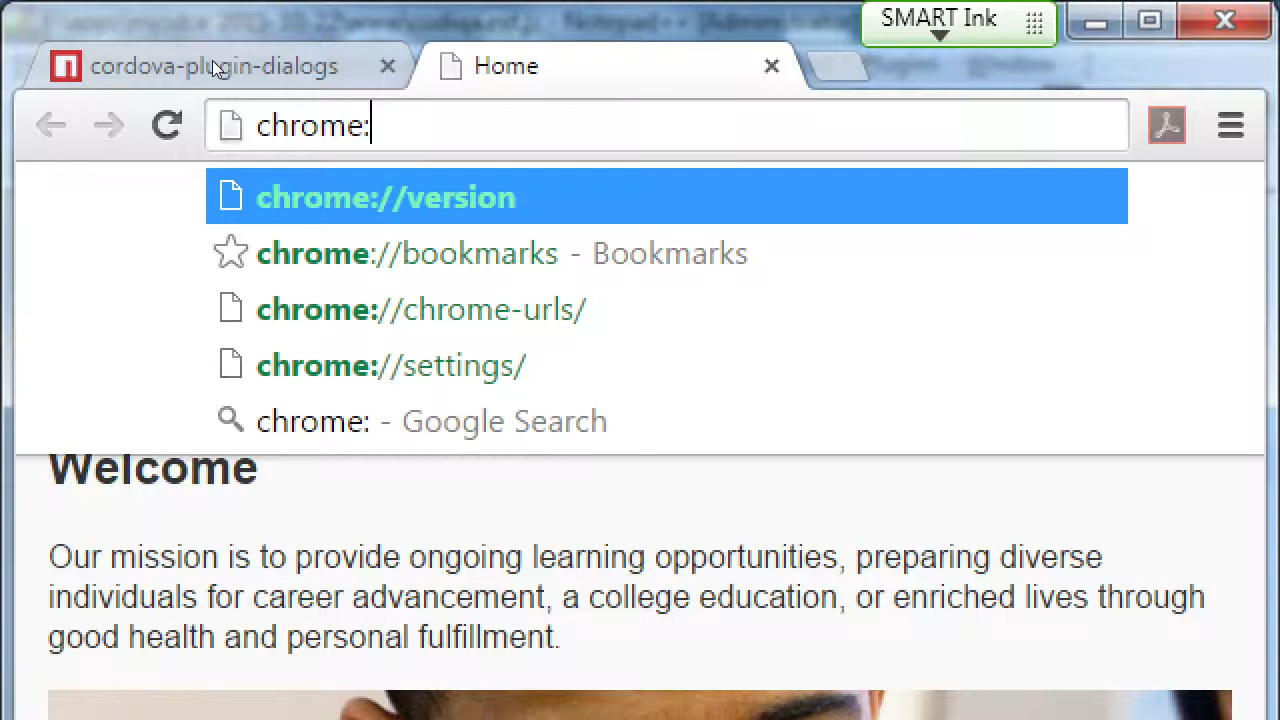 SMART Ink
cordova-plugin-dialogs
Home
chrome:
chrome://version
chrome://bookmarks - Bookmarks
chrome://chrome-urls/
chrome://settings/
chrome: - Google Search
Welcome
Our mission is to provide ongoing learning opportunities, preparing diverse
individuals for career advancement, a college education, or enriched lives through
good health and personal fulfillment.